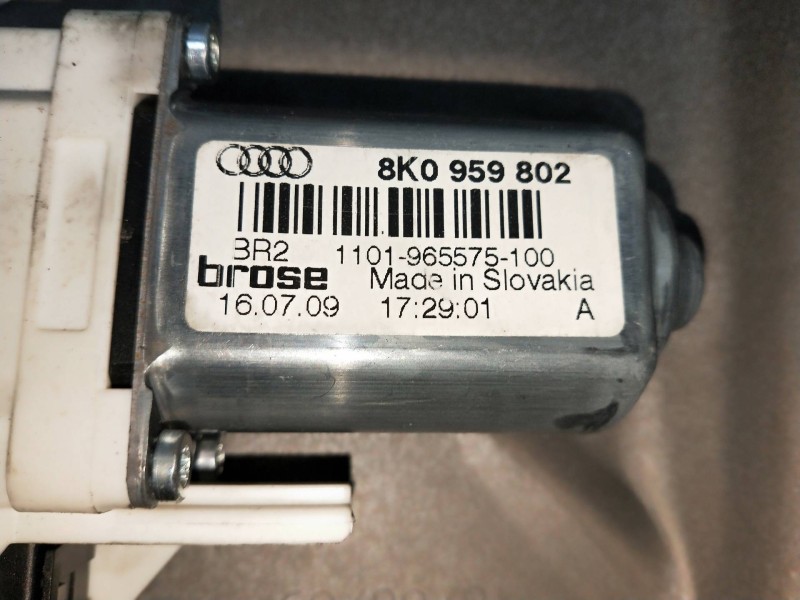 8K0 959 802
BR2 1101-965575-100
brose Made in Slovakia
16.07.09 17:29:01 A